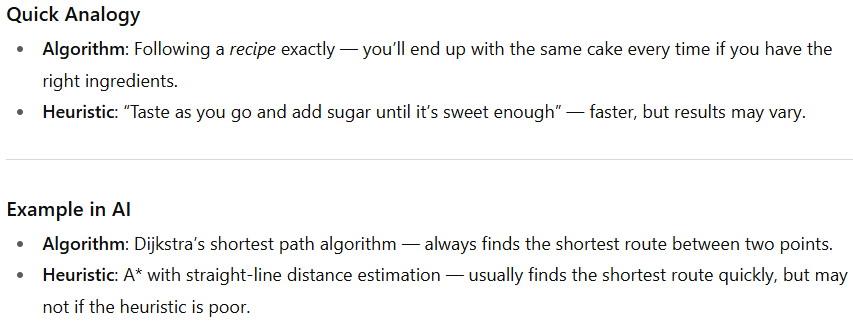 Quick Analogy
• Algorithm: Following a recipe exactly — you’ll end up with the same cake every time if you have the
right ingredients.
• Heuristic: “Taste as you go and add sugar until it’s sweet enough” — faster, but results may vary.
Example in AI
• Algorithm: Dijkstra’s shortest path algorithm — always finds the shortest route between two points.
• Heuristic: A* with straight-line distance estimation — usually finds the shortest route quickly, but may
not if the heuristic is poor.